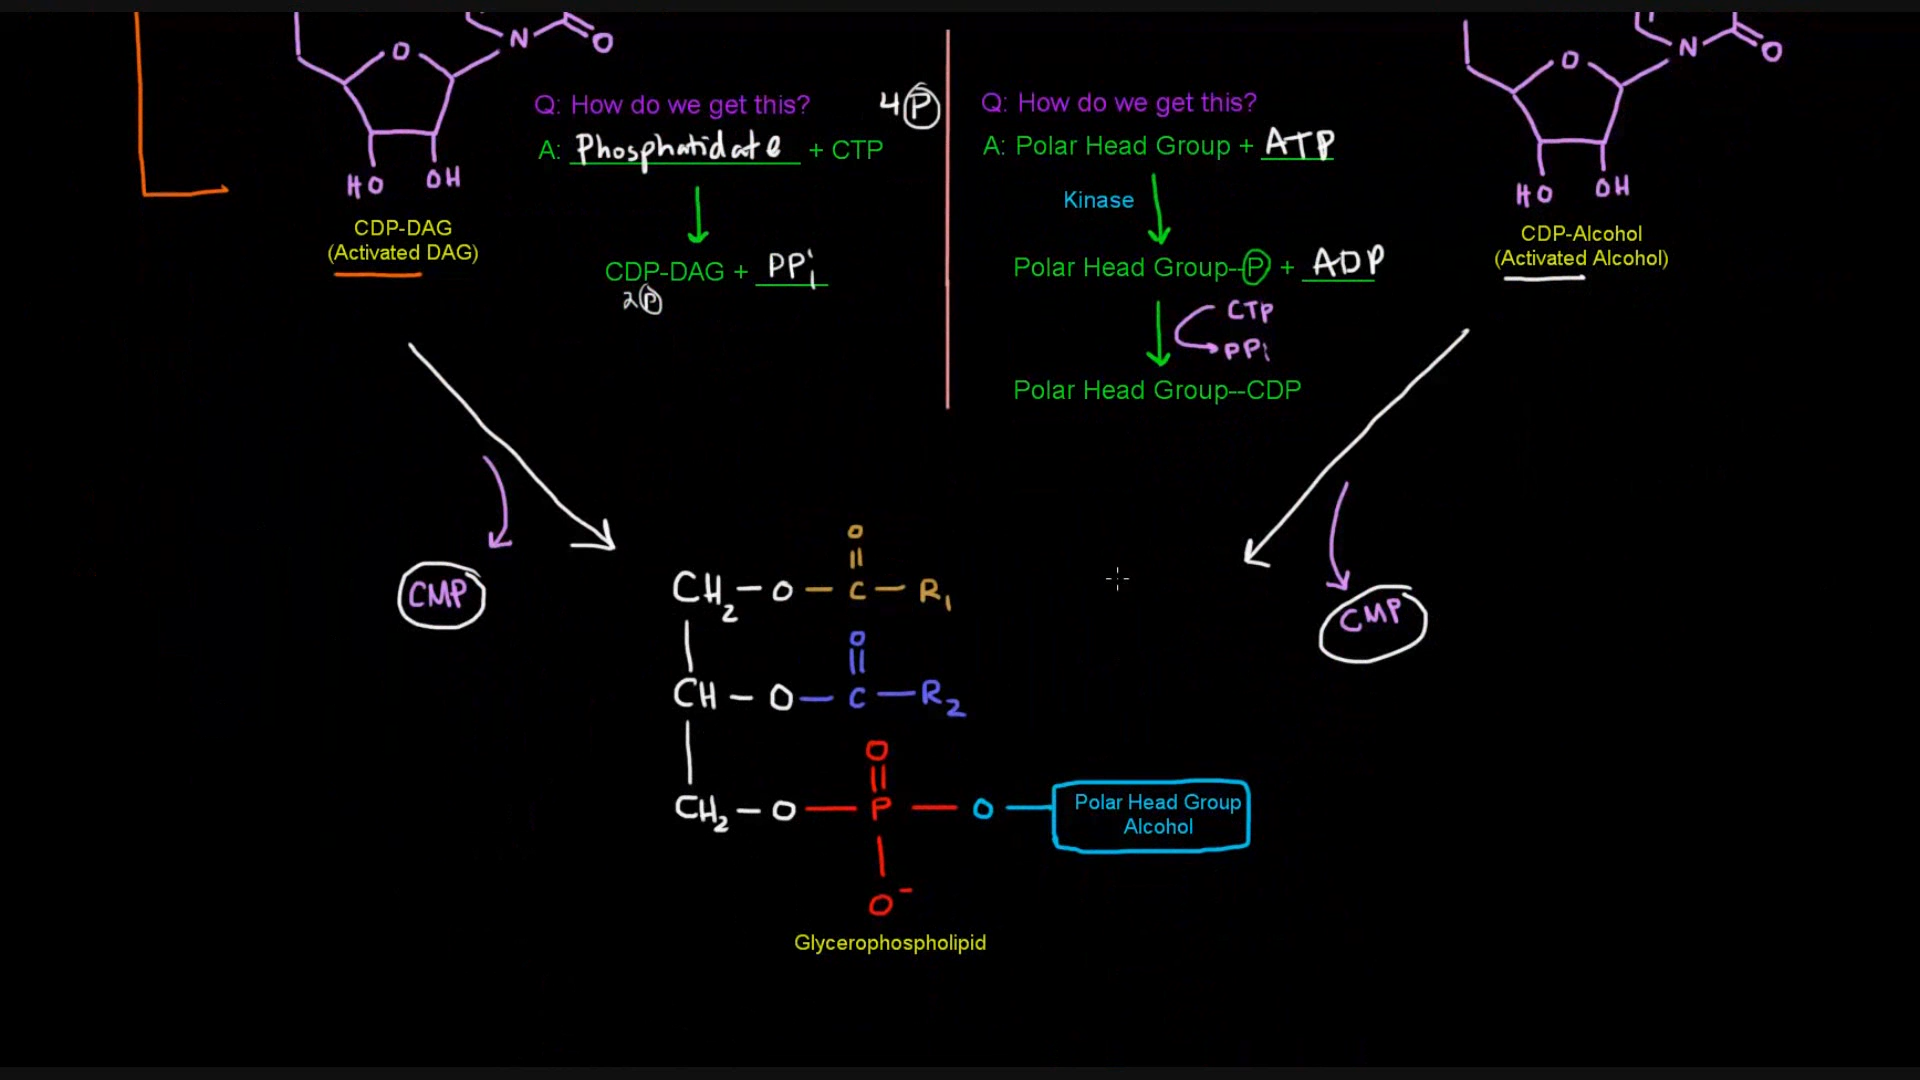 N
O
O
HO OH
CDP-DAG
(Activated DAG)
Q: How do we get this? 4 P
A: Phosphatidate + CTP
CDP-DAG + PPi
2 P
Q: How do we get this?
A: Polar Head Group + ATP
Kinase
Polar Head Group--P + ADP
CTP
PPi
Polar Head Group--CDP
N
O
O
HO OH
CDP-Alcohol
(Activated Alcohol)
CMP
CMP
O
CH2 - O - C - R1
O
CH - O - C - R2
O
CH2 - O - P - O - Polar Head Group
Alcohol
O-
Glycerophospholipid